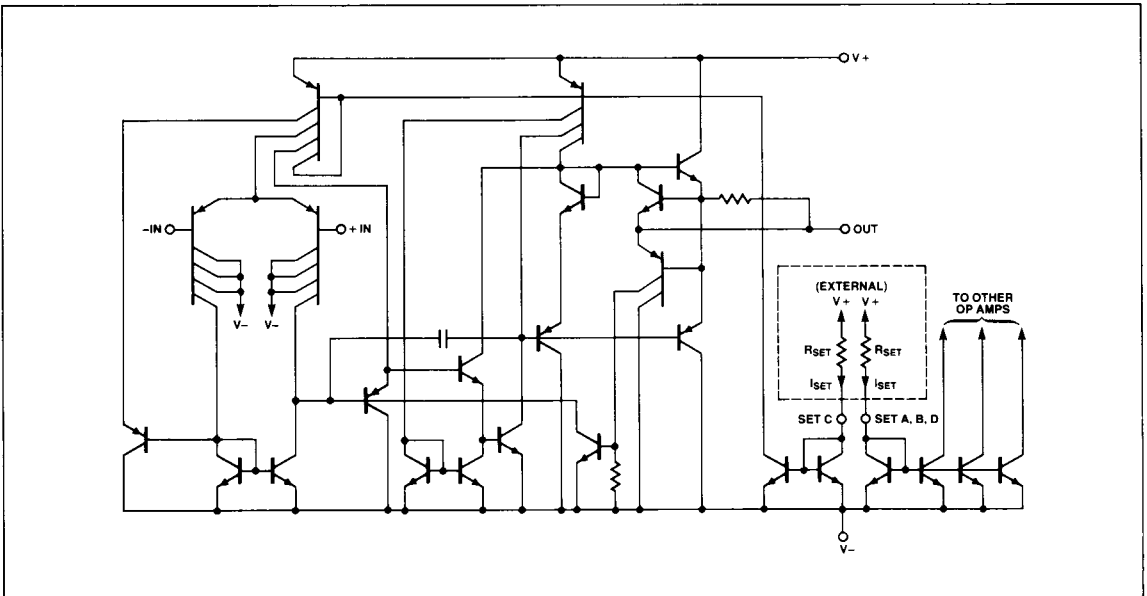 V+
−IN
+ IN
OUT
V−
V−
(EXTERNAL)
V+
V+
TO OTHER
OP AMPS
RSET
RSET
ISET
ISET
SET C
SET A, B, D
V−